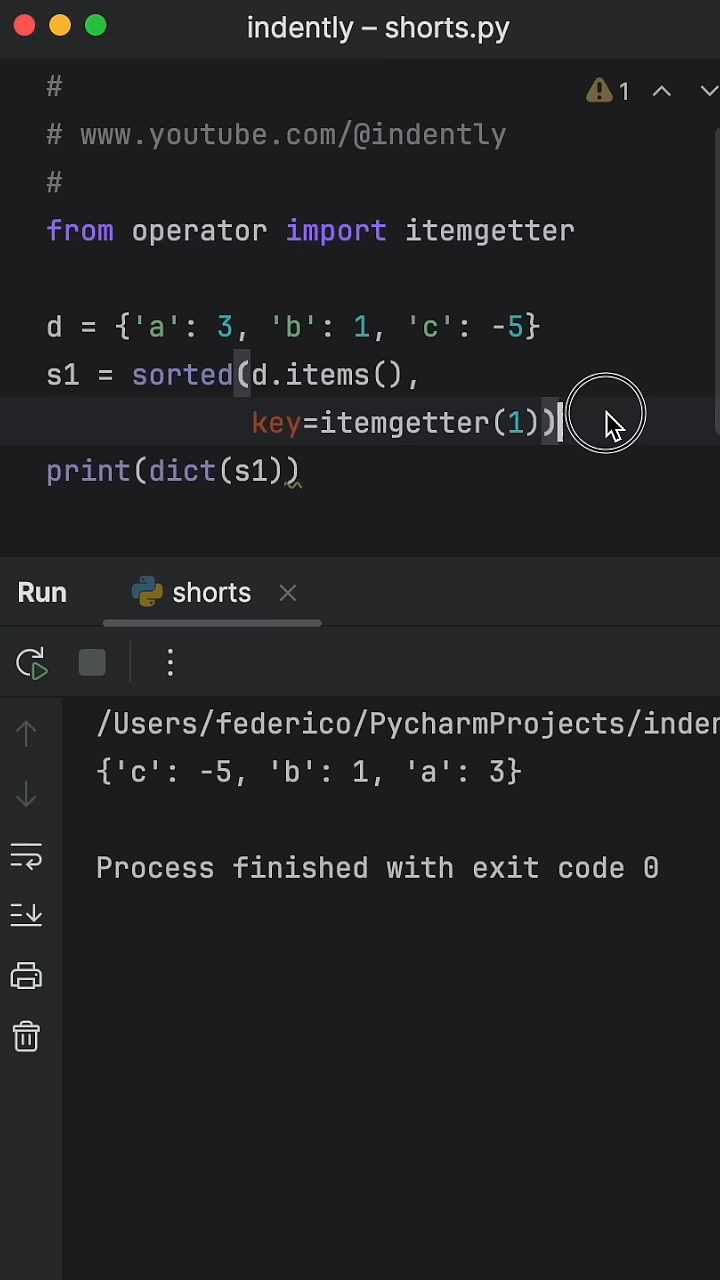 indently – shorts.py
#
1
# www.youtube.com/@indently
#
from operator import itemgetter
d = {'a': 3, 'b': 1, 'c': -5}
s1 = sorted(d.items(),
key=itemgetter(1))
print(dict(s1))
Run
shorts
/Users/federico/PycharmProjects/inden
{'c': -5, 'b': 1, 'a': 3}
Process finished with exit code 0